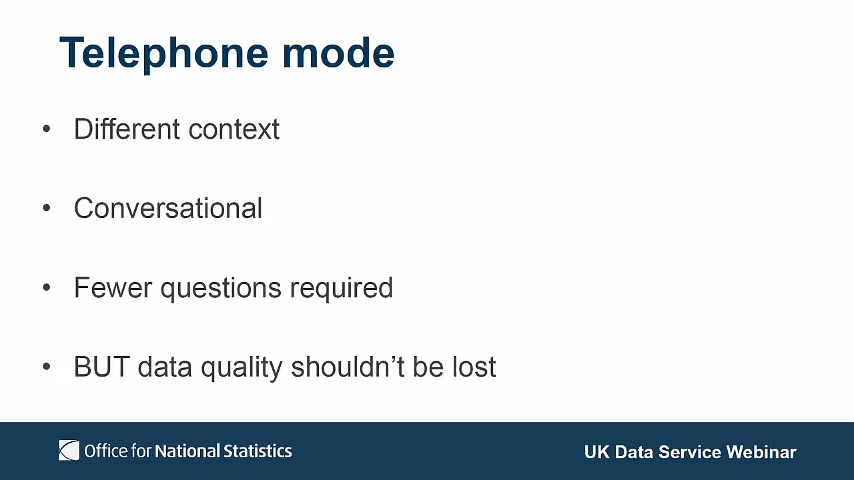 Telephone mode
• Different context
• Conversational
• Fewer questions required
• BUT data quality shouldn’t be lost
Office for National Statistics
UK Data Service Webinar